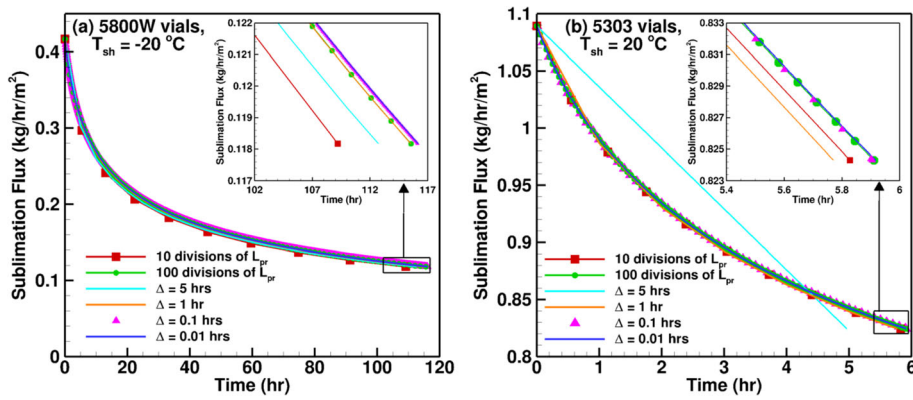 (a) 5800W vials,
T_sh = -20 °C
Sublimation Flux (kg/hr/m²)
0.4
0.3
0.2
0.1
0
0
20
40
60
80
100
120
Time (hr)
10 divisions of L_pr
100 divisions of L_pr
Δ = 5 hrs
Δ = 1 hr
Δ = 0.1 hrs
Δ = 0.01 hrs
Sublimation Flux (kg/hr/m²)
0.122
0.121
0.12
0.119
0.118
0.117
102
107
112
117
Time (hr)
(b) 5303 vials,
T_sh = 20 °C
Sublimation Flux (kg/hr/m²)
1.1
1.05
1
0.95
0.9
0.85
0.8
0
1
2
3
4
5
6
Time (hr)
10 divisions of L_pr
100 divisions of L_pr
Δ = 5 hrs
Δ = 1 hr
Δ = 0.1 hrs
Δ = 0.01 hrs
Sublimation Flux (kg/hr/m²)
0.833
0.831
0.829
0.827
0.825
0.823
5.4
5.6
5.8
6
Time (hr)